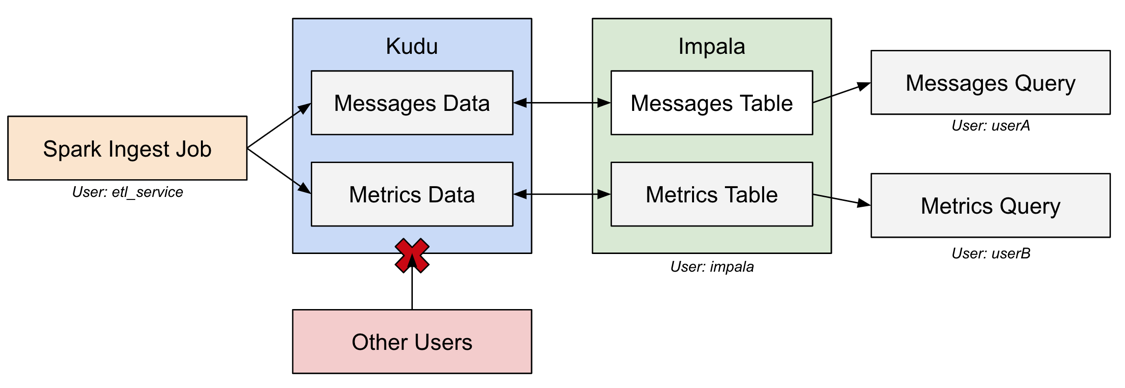 Kudu
Impala
Messages Data
Messages Table
Messages Query
User: userA
Spark Ingest Job
User: etl_service
Metrics Data
Metrics Table
Metrics Query
User: userB
User: impala
Other Users